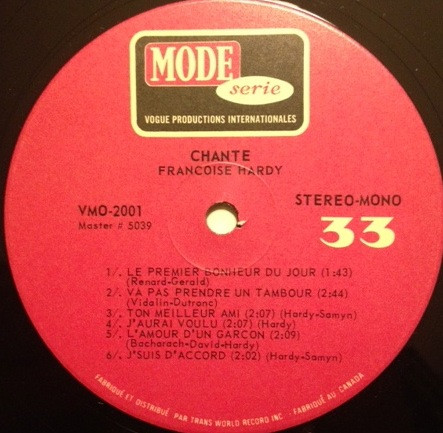 MODE
serie
VOGUE PRODUCTIONS INTERNATIONALES
CHANTE
FRANCOISE HARDY
VMO-2001
Master # 5039
STEREO-MONO
33
1/. LE PREMIER BONHEUR DU JOUR (1:43)
(Renard-Gerald)
2/. VA PAS PRENDRE UN TAMBOUR (2:44)
(Vidalin-Dutronc)
3/. TON MEILLEUR AMI (2:07) (Hardy-Samyn)
4/. J'AURAI VOULU (2:07) (Hardy)
5/. L'AMOUR D'UN GARCON (2:09)
(Bacharach-David-Hardy)
6/. J'SUIS D'ACCORD (2:02) (Hardy-Samyn)
FABRIQUÉ ET DISTRIBUÉ PAR TRANS WORLD RECORD INC. - FABRIQUÉ AU CANADA